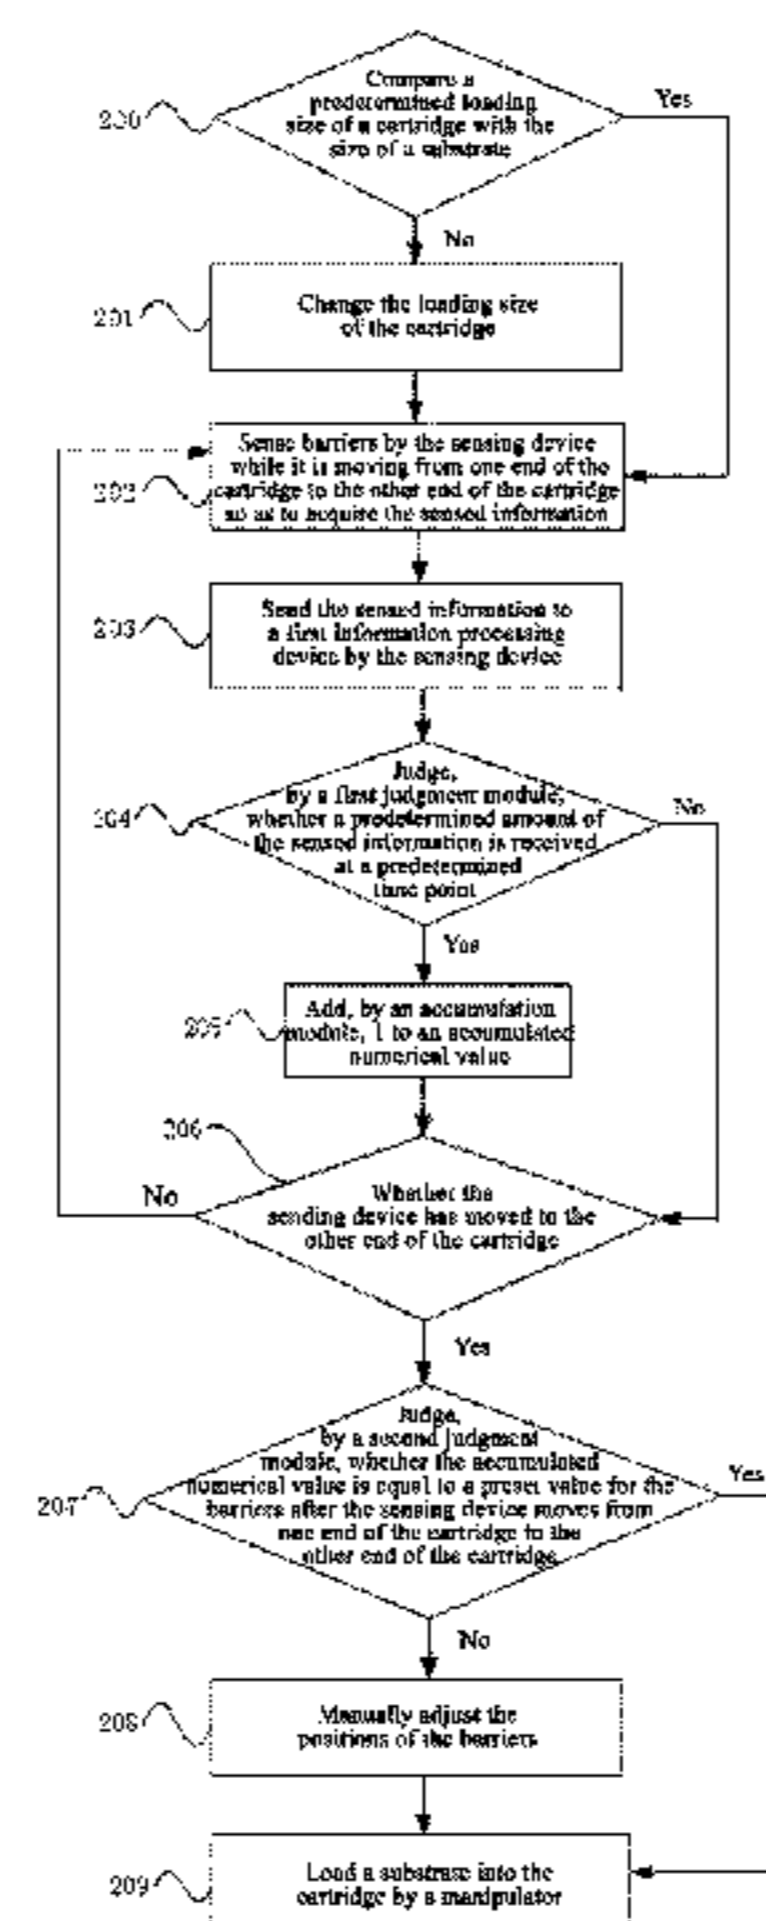 Compare a
predetermined loading
size of a cartridge with the
size of a substrate
Yes
200
No
Change the loading size
of the cartridge
201
Sense barriers by the sensing device
while it is moving from one end of the
cartridge to the other end of the cartridge
so as to acquire the sensed information
202
Send the sensed information to
a first information processing
device by the sensing device
203
Judge,
by a first judgment module,
whether a predetermined amount of
the sensed information is received
at a predetermined
time point
204
No
Yes
Add, by an accumulation
module, 1 to an accumulated
numerical value
205
206
Whether the
sending device has moved to the
other end of the cartridge
No
Yes
Judge,
by a second judgment
module, whether the accumulated
numerical value is equal to a preset value for the
barriers after the sensing device moves from
one end of the cartridge to the
other end of the cartridge
207
Yes
No
Manually adjust the
positions of the barriers
208
Load a substrate into the
cartridge by a manipulator
209